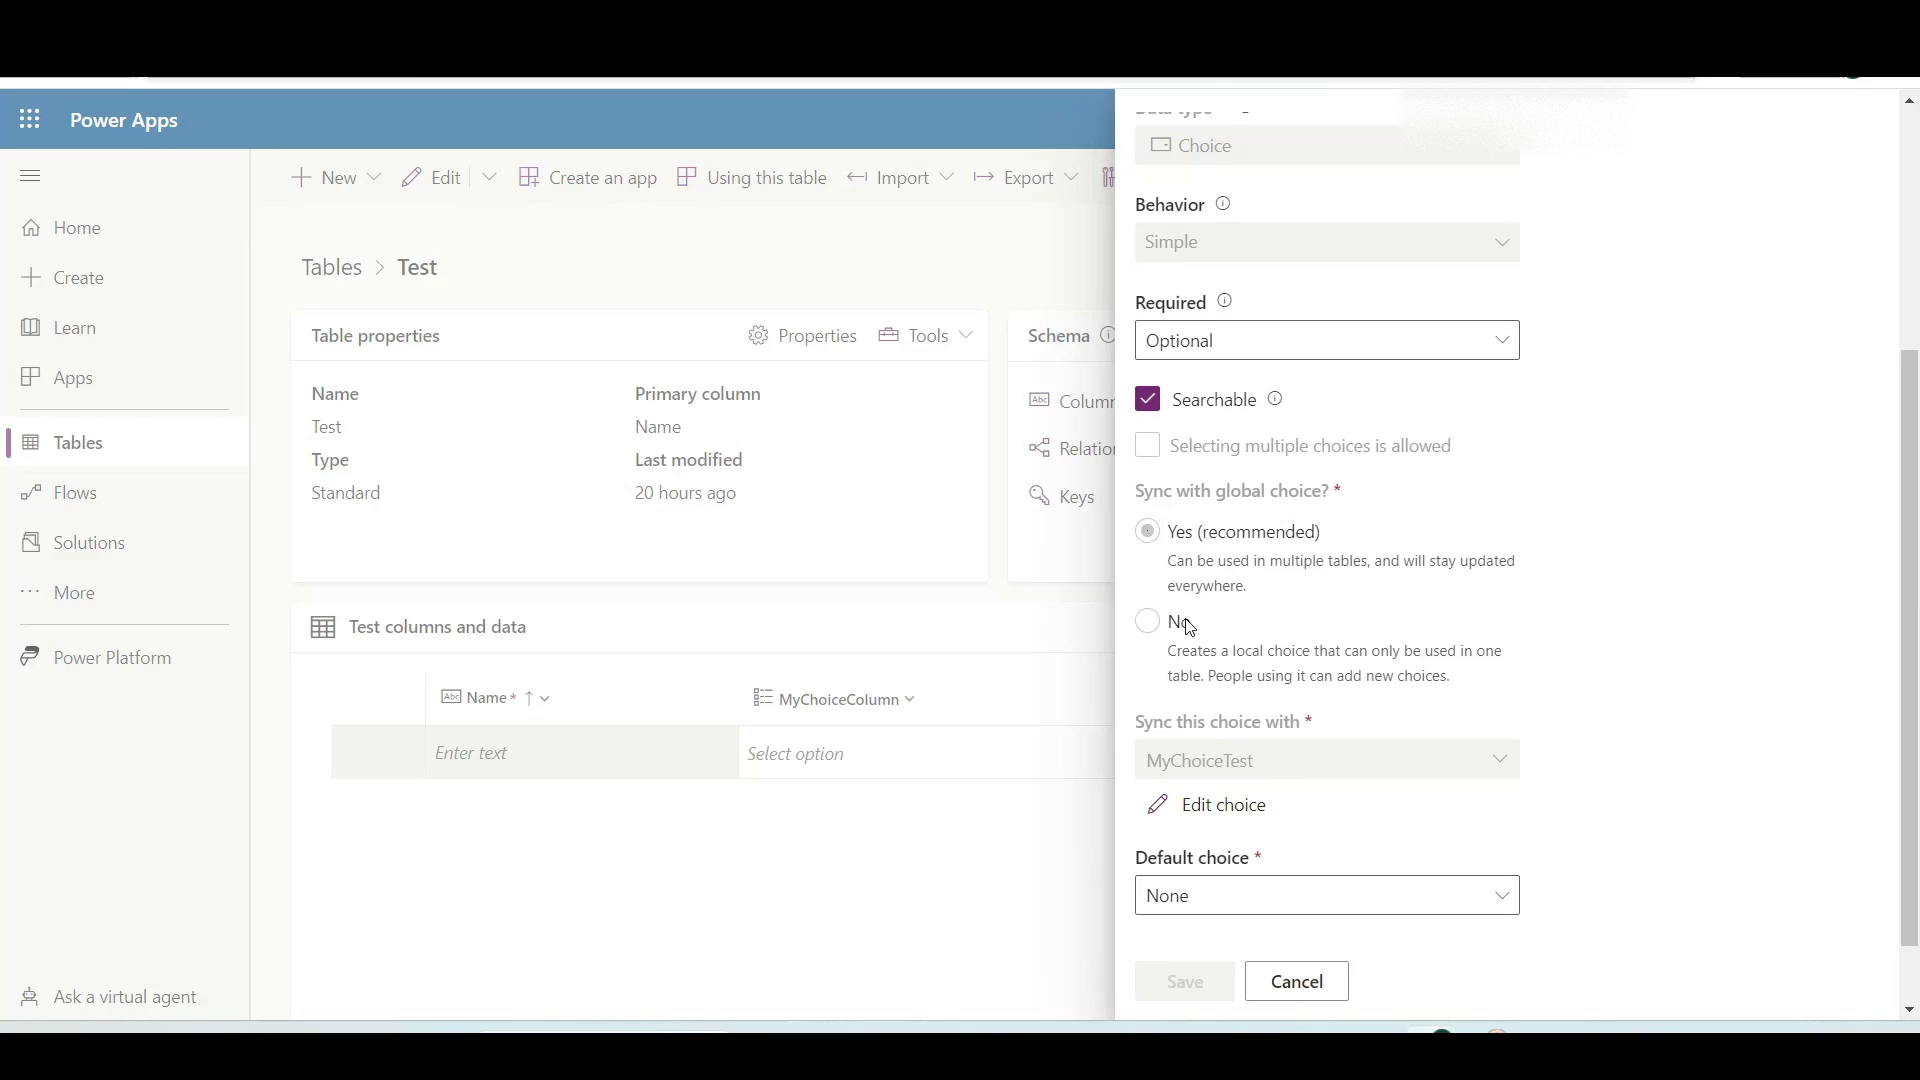 Power Apps
Home
Create
Learn
Apps
Tables
Flows
Solutions
More
Power Platform
Ask a virtual agent
New
Edit
Create an app
Using this table
Import
Export
Tables > Test
Table properties
Properties
Tools
Name
Primary column
Test
Name
Type
Last modified
Standard
20 hours ago
Schema
Keys
Test columns and data
Abc Name* ↑
MyChoiceColumn
Enter text
Select option
Data type
Choice
Behavior
Simple
Required
Optional
Searchable
Selecting multiple choices is allowed
Sync with global choice? *
Yes (recommended)
Can be used in multiple tables, and will stay updated
everywhere.
No
Creates a local choice that can only be used in one
table. People using it can add new choices.
Sync this choice with *
MyChoiceTest
Edit choice
Default choice *
None
Save
Cancel